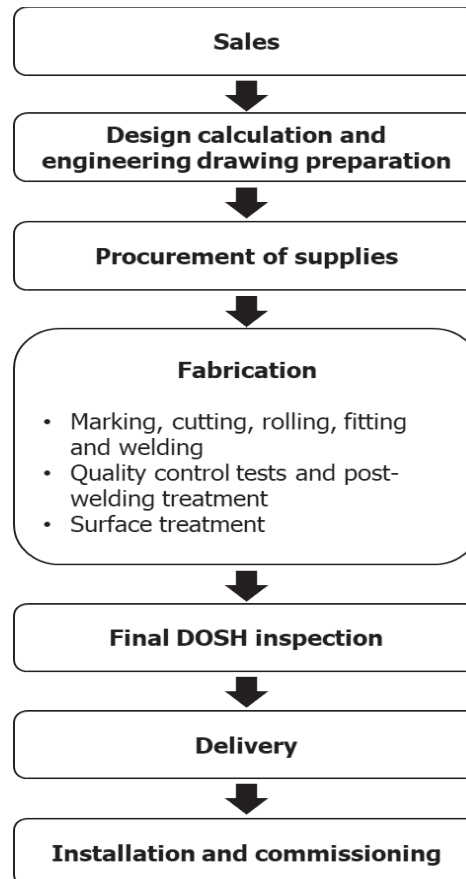 Sales
Design calculation and
engineering drawing preparation
Procurement of supplies
Fabrication
• Marking, cutting, rolling, fitting
and welding
• Quality control tests and post-
welding treatment
• Surface treatment
Final DOSH inspection
Delivery
Installation and commissioning